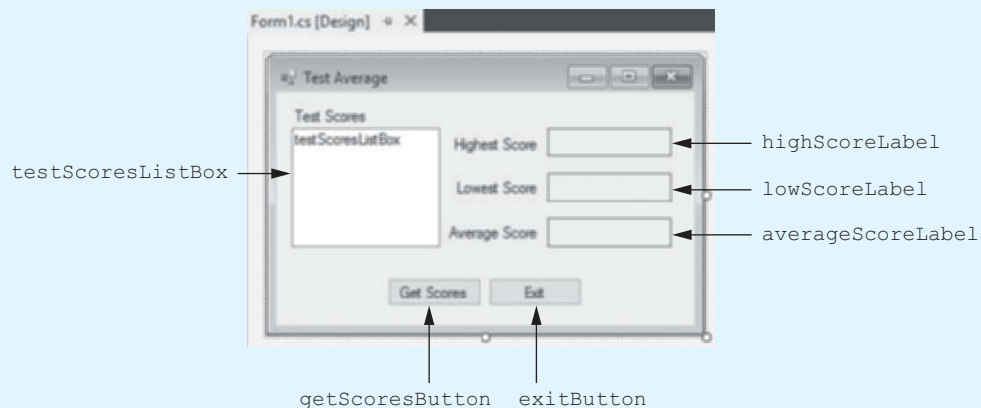 Form1.cs [Design]
Test Average
Test Scores
testScoresListBox
Highest Score
highScoreLabel
testScoresListBox
Lowest Score
lowScoreLabel
Average Score
averageScoreLabel
Get Scores
Exit
getScoresButton
exitButton